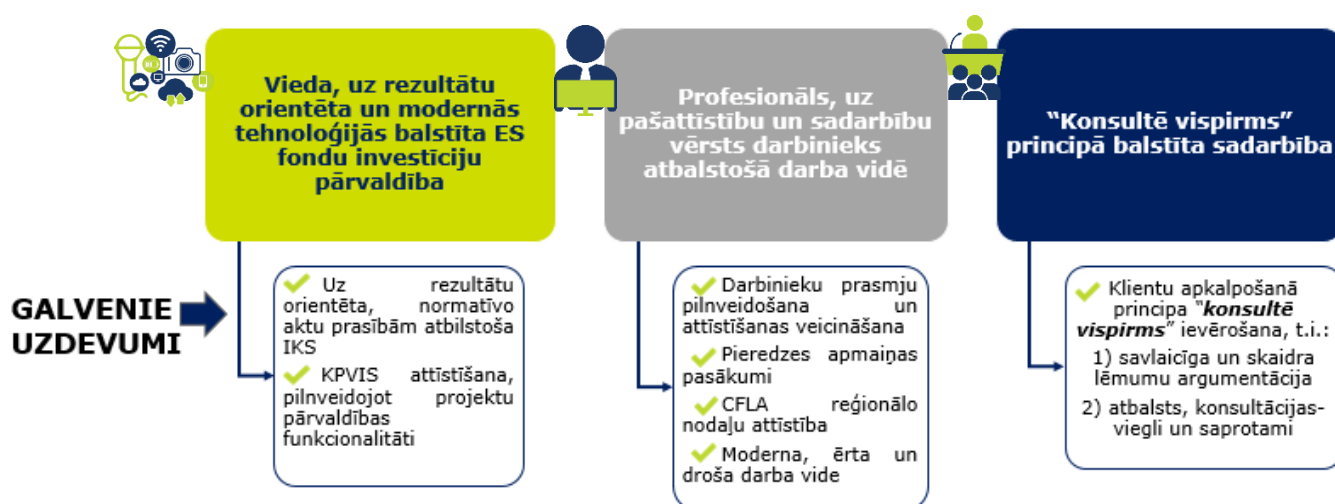 Vieda, uz rezultātu
orientēta un modernās
tehnoloģijās balstīta ES
fondu investīciju
pārvaldība
Profesionāls, uz
pašattīstību un sadarbību
vērsts darbinieks
atbalstošā darba vidē
“Konsultē vispirms”
principā balstīta sadarbība
GALVENIE
UZDEVUMI
Uz rezultātu
orientēta, normatīvo
aktu prasībām atbilstoša
IKS
KPVIS attīstīšana,
pilnveidojot projektu
pārvaldības
funkcionalitāti
Darbinieku prasmju
pilnveidošana un
attīstīšanas veicināšana
Pieredzes apmaiņas
pasākumi
CFLA reģionālo
nodaļu attīstība
Moderna, ērta un
droša darba vide
Klientu apkalpošanā
principa “konsultē
vispirms” ievērošana, t.i.:
1) savlaicīga un skaidra
lēmumu argumentācija
2) atbalsts, konsultācijas-
viegli un saprotami